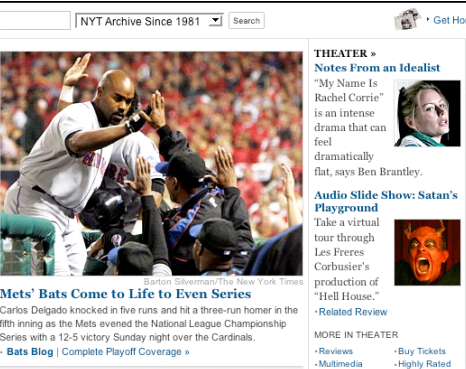 NYT Archive Since 1981
Search
Get Ho
Barton Silverman/The New York Times
Mets' Bats Come to Life to Even Series
Carlos Delgado knocked in five runs and hit a three-run homer in the
fifth inning as the Mets evened the National League Championship
Series with a 12-5 victory Sunday night over the Cardinals.
· Bats Blog | Complete Playoff Coverage »
THEATER »
Notes From an Idealist
“My Name Is
Rachel Corrie”
is an intense
drama that can
feel
dramatically
flat, says Ben Brantley.
Audio Slide Show: Satan's
Playground
Take a virtual
tour through
Les Freres
Corbusier's
production of
“Hell House.”
· Related Review
MORE IN THEATER
· Reviews
· Buy Tickets
· Multimedia
· Highly Rated